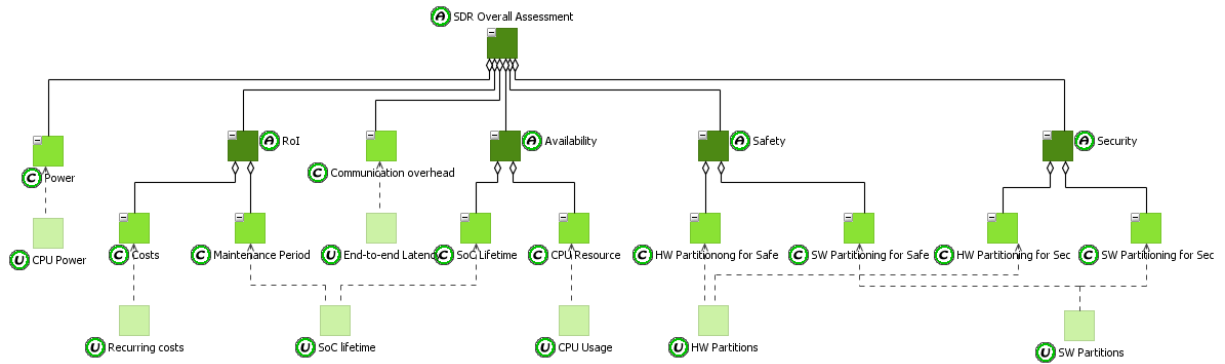 A SDR Overall Assessment
A RoI
A Availability
A Safety
A Security
C Power
C Communication overhead
U CPU Power
C Costs
C Maintenance Period
U End-to-end Latency
C SoC Lifetime
C CPU Resource
C HW Partitionong for Safe
C SW Partitioning for Safe
C HW Partitioning for Sec
C SW Partitioning for Sec
U Recurring costs
U SoC lifetime
U CPU Usage
U HW Partitions
U SW Partitions